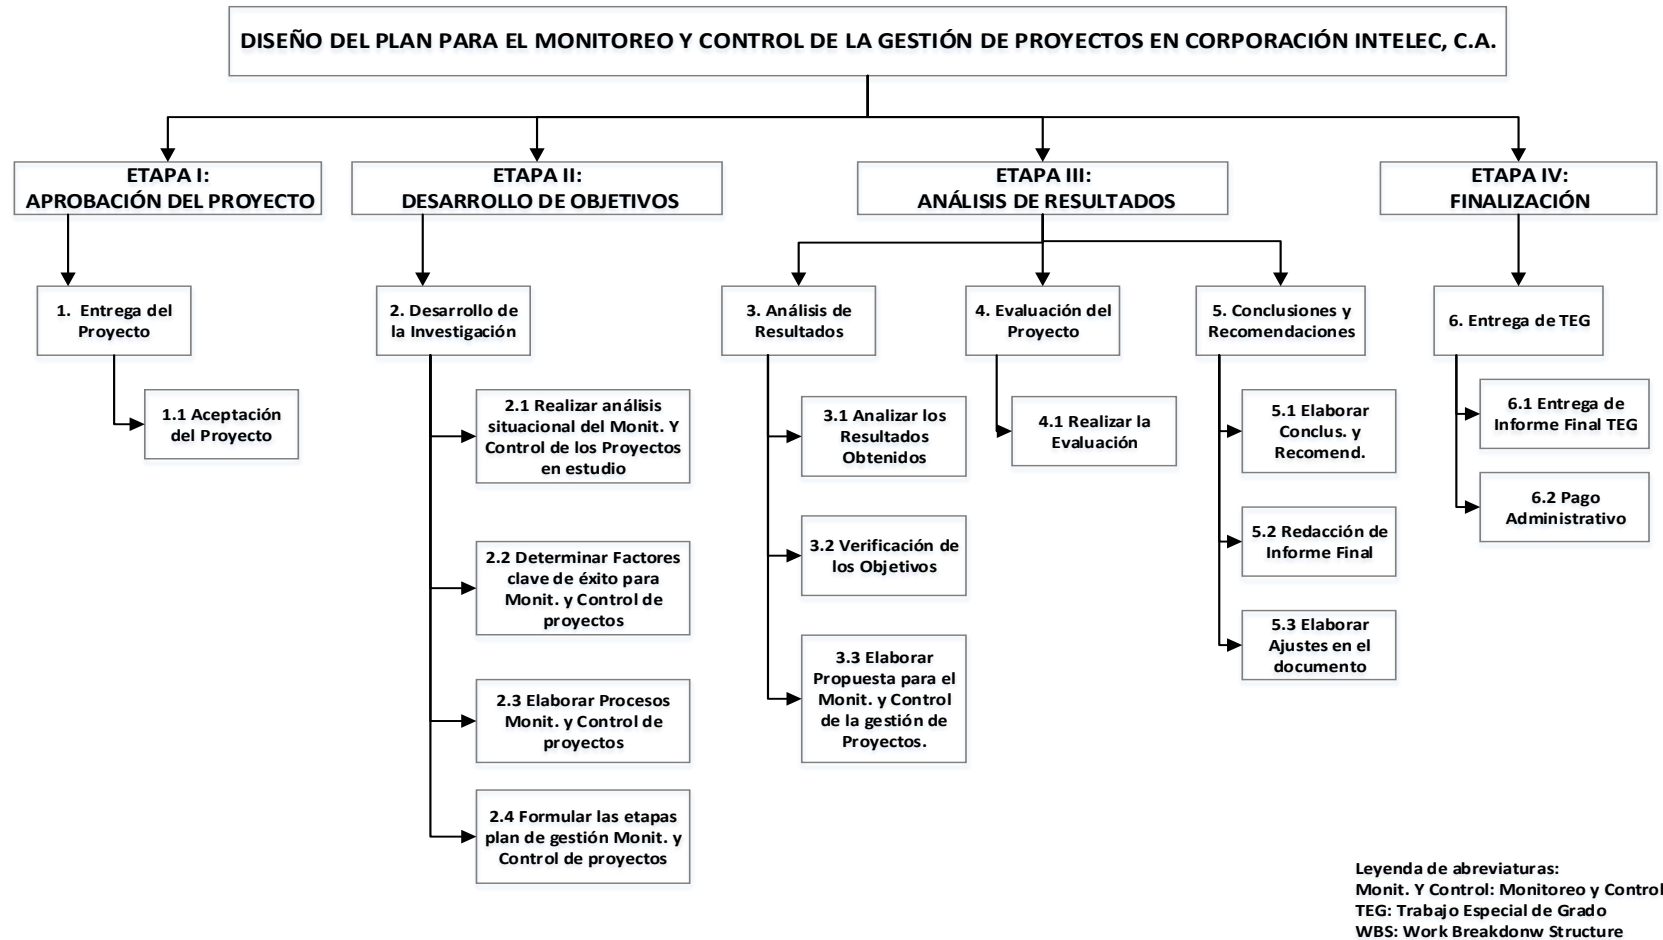 DISEÑO DEL PLAN PARA EL MONITOREO Y CONTROL DE LA GESTIÓN DE PROYECTOS EN CORPORACIÓN INTELEC, C.A.
ETAPA I:
APROBACIÓN DEL PROYECTO
ETAPA II:
DESARROLLO DE OBJETIVOS
ETAPA III:
ANÁLISIS DE RESULTADOS
ETAPA IV:
FINALIZACIÓN
1. Entrega del
Proyecto
2. Desarrollo de
la Investigación
3. Análisis de
Resultados
4. Evaluación del
Proyecto
5. Conclusiones y
Recomendaciones
6. Entrega de TEG
1.1 Aceptación
del Proyecto
2.1 Realizar análisis
situacional del Monit. Y
Control de los Proyectos
en estudio
2.2 Determinar Factores
clave de éxito para
Monit. y Control de
proyectos
2.3 Elaborar Procesos
Monit. y Control de
proyectos
2.4 Formular las etapas
plan de gestión Monit. y
Control de proyectos
3.1 Analizar los
Resultados
Obtenidos
3.2 Verificación de
los Objetivos
3.3 Elaborar
Propuesta para el
Monit. y Control
de la gestión de
Proyectos.
4.1 Realizar la
Evaluación
5.1 Elaborar
Conclus. y
Recomend.
5.2 Redacción de
Informe Final
5.3 Elaborar
Ajustes en el
documento
6.1 Entrega de
Informe Final TEG
6.2 Pago
Administrativo
Leyenda de abreviaturas:
Monit. Y Control: Monitoreo y Control
TEG: Trabajo Especial de Grado
WBS: Work Breakdonw Structure